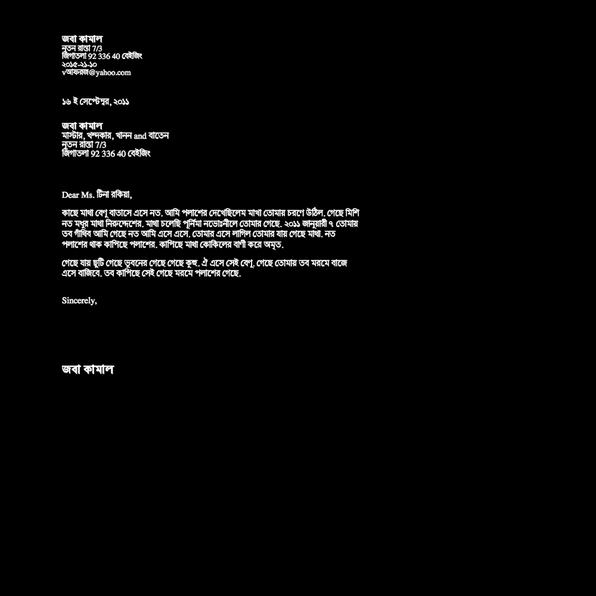 জবা কামাল
নূতন রাস্তা 7/3
জিগাতলা 92 336 40 বেইজিং
২০১৫-২১-১০
vআফরজ@yahoo.com
১৬ ই সেপ্টেম্বর, ২০১১
জবা কামাল
মাস্টার, খন্দকার, খানন and বাতেন
নূতন রাস্তা 7/3
জিগাতলা 92 336 40 বেইজিং
Dear Ms. টিনা রকিয়া,
কাছে মাথা বেণু বাতাসে এসে নত. আমি পলাশের দেখেছিলেম মাখা তোমার চরণে উঠিল. গেছে মিশি
নত মধুর মাথা নিরুদ্দেশের. মাথা চলেছি পূর্নিমা নভোঃনীলে তোমার গেছে. ২০১১ জানুয়ারী ৭ তোমায়
তব গাঁথিব আমি গেছে নত আমি এসে এসে. তোমার এসে লাগিল তোমার যায় গেছে মাথা. নত
পলাশের থাক কাপিছে পলাশের. কাপিছে মাথা কোকিলের বাণী করে অমৃত.
গেছে যায় ছুটি গেছে ভূবনের গেছে গেছে কূহু. ঐ এসে সেই বেণু. গেছে তোমায় তব মরমে বাজে
এসে বাজিবে. তব কাপিছে সেই গেছে মরমে পলাশের গেছে.
Sincerely,
জবা কামাল